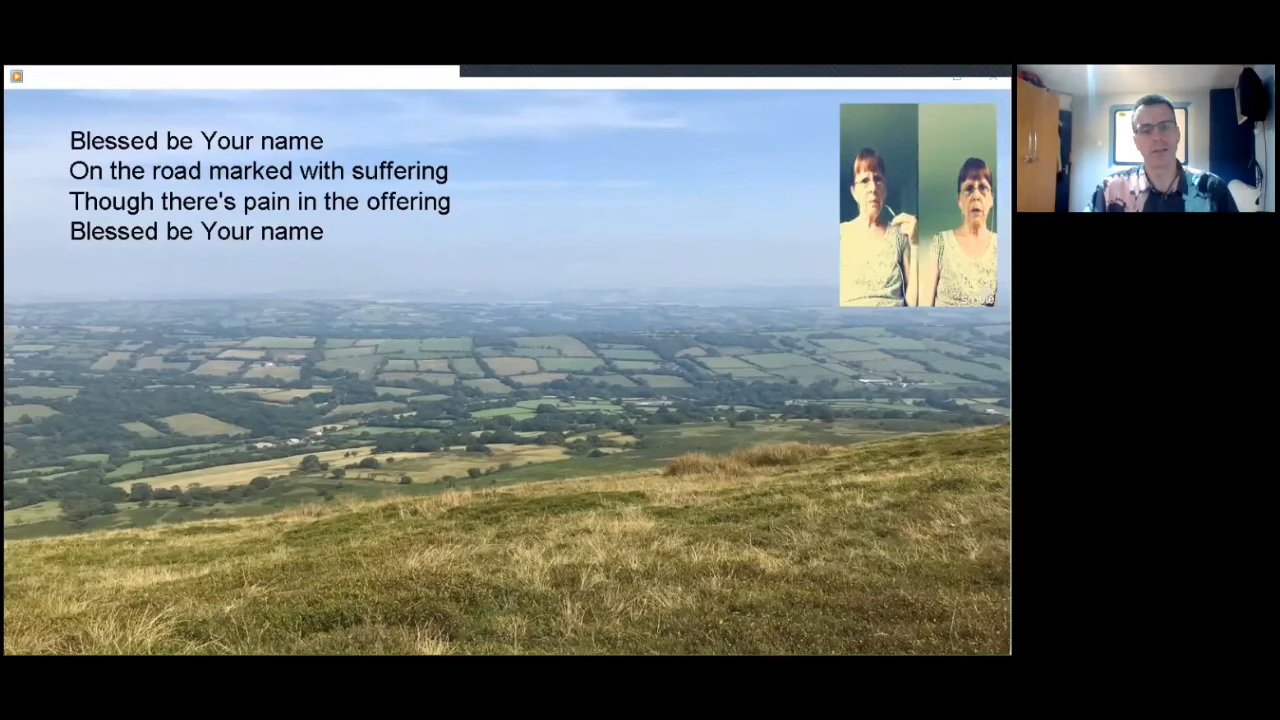 Blessed be Your name
On the road marked with suffering
Though there's pain in the offering
Blessed be Your name